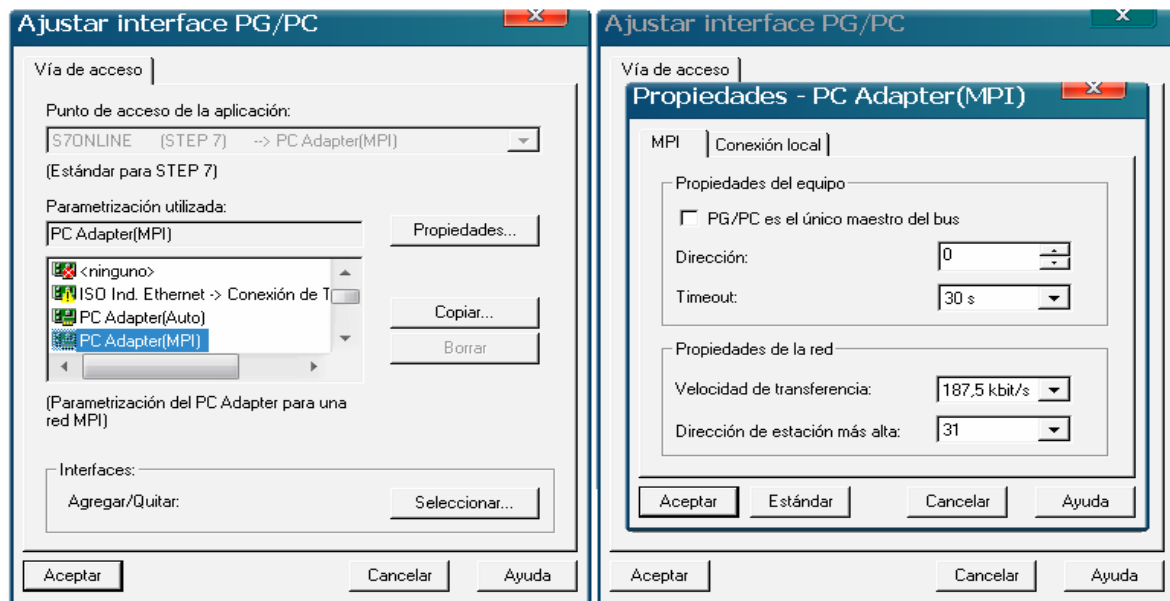 Ajustar interface PG/PC
Vía de acceso
Punto de acceso de la aplicación:
S7ONLINE (STEP 7) --> PC Adapter(MPI)
(Estándar para STEP 7)
Parametrización utilizada:
PC Adapter(MPI)
Propiedades...
<ninguno>
ISO Ind. Ethernet -> Conexión de T
PC Adapter(Auto)
PC Adapter(MPI)
Copiar...
Borrar
(Parametrización del PC Adapter para una
red MPI)
Interfaces:
Agregar/Quitar:
Seleccionar...
Aceptar
Cancelar
Ayuda
Ajustar interface PG/PC
Vía de acceso
Propiedades - PC Adapter(MPI)
MPI
Conexión local
Propiedades del equipo
PG/PC es el único maestro del bus
Dirección:
0
Timeout:
30 s
Propiedades de la red
Velocidad de transferencia:
187,5 kbit/s
Dirección de estación más alta:
31
Aceptar
Estándar
Cancelar
Ayuda
Aceptar
Cancelar
Ayuda